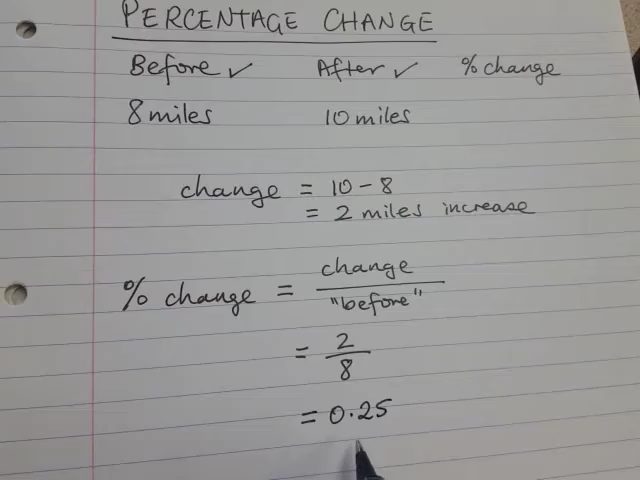 PERCENTAGE CHANGE
Before ✓ After ✓ % change
8 miles 10 miles
change = 10 - 8
= 2 miles increase
% change = change / "before"
= 2 / 8
= 0.25